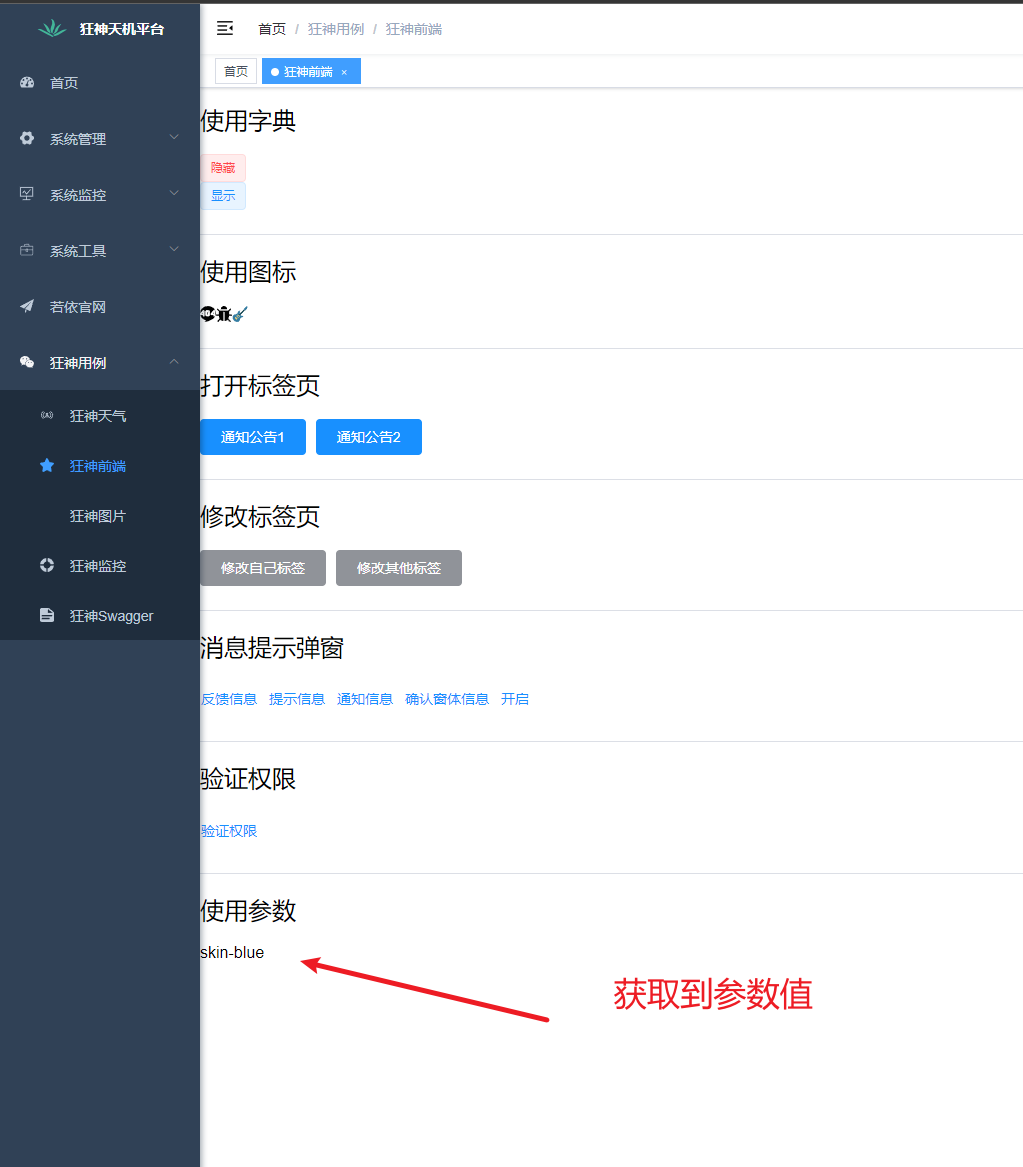 狂神天机平台
首页 / 狂神用例 / 狂神前端
首页
狂神前端 ×
首页
系统管理
系统监控
系统工具
若依官网
狂神用例
狂神天气
狂神前端
狂神图片
狂神监控
狂神Swagger
使用字典
隐藏
显示
使用图标
404
打开标签页
通知公告1 通知公告2
修改标签页
修改自己标签 修改其他标签
消息提示弹窗
反馈信息 提示信息 通知信息 确认窗体信息 开启
验证权限
验证权限
使用参数
skin-blue
获取到参数值